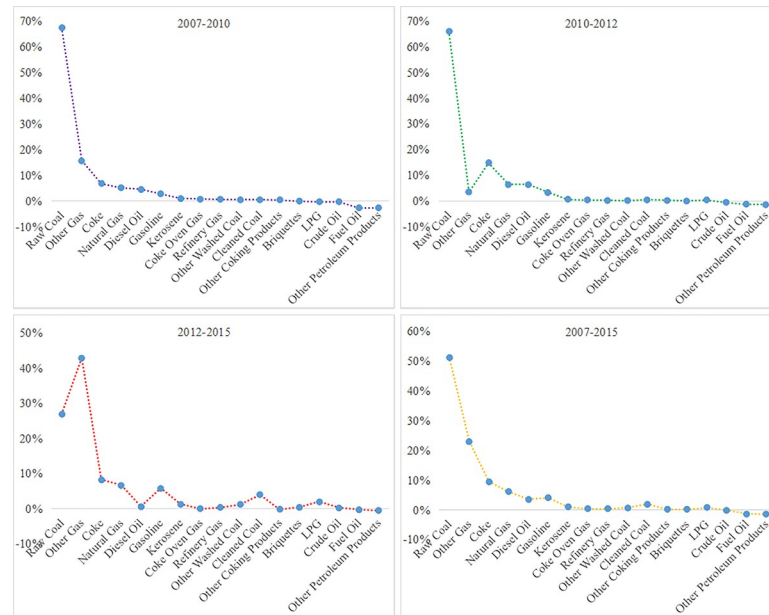 2007-2010
70%
60%
50%
40%
30%
20%
10%
0%
-10%
Raw Coal
Other Gas
Coke
Natural Gas
Diesel Oil
Gasoline
Kerosene
Coke Oven Gas
Refinery Gas
Other Washed Coal
Cleaned Coal
Other Coking Products
Briquettes
LPG
Crude Oil
Fuel Oil
Other Petroleum Products
2010-2012
70%
60%
50%
40%
30%
20%
10%
0%
-10%
Raw Coal
Other Gas
Coke
Natural Gas
Diesel Oil
Gasoline
Kerosene
Coke Oven Gas
Refinery Gas
Other Washed Coal
Cleaned Coal
Other Coking Products
Briquettes
LPG
Crude Oil
Fuel Oil
Other Petroleum Products
2012-2015
50%
40%
30%
20%
10%
0%
-10%
Raw Coal
Other Gas
Coke
Natural Gas
Diesel Oil
Gasoline
Kerosene
Coke Oven Gas
Refinery Gas
Other Washed Coal
Cleaned Coal
Other Coking Products
Briquettes
LPG
Crude Oil
Fuel Oil
Other Petroleum Products
2007-2015
60%
50%
40%
30%
20%
10%
0%
-10%
Raw Coal
Other Gas
Coke
Natural Gas
Diesel Oil
Gasoline
Kerosene
Coke Oven Gas
Refinery Gas
Other Washed Coal
Cleaned Coal
Other Coking Products
Briquettes
LPG
Crude Oil
Fuel Oil
Other Petroleum Products